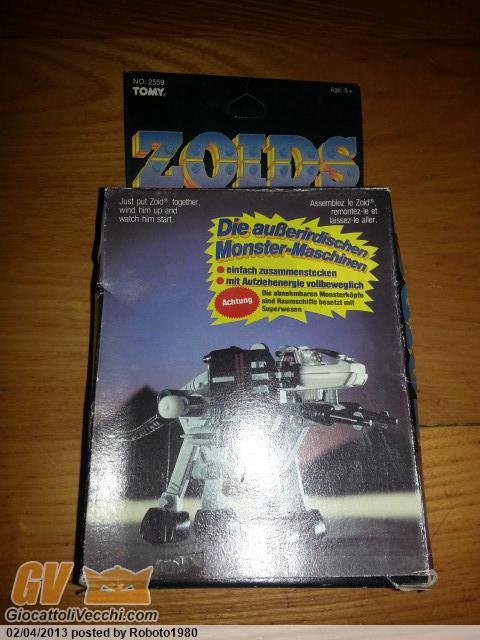 NO. 2559
TOMY®
Age: 6+
ZOIDS
Just put Zoid® together,
wind him up and
watch him start.
Assemblez le Zoid®,
remontez-le et
laissez-le aller.
Die außerirdischen
Monster-Maschinen
• einfach zusammenstecken
• mit Aufziehenergie vollbeweglich
Achtung
Die abnehmbaren Monsterköpfe
sind Raumschiffe besetzt mit
Superwesen
GV
GiocattoliVecchi.com
02/04/2013 posted by Roboto1980